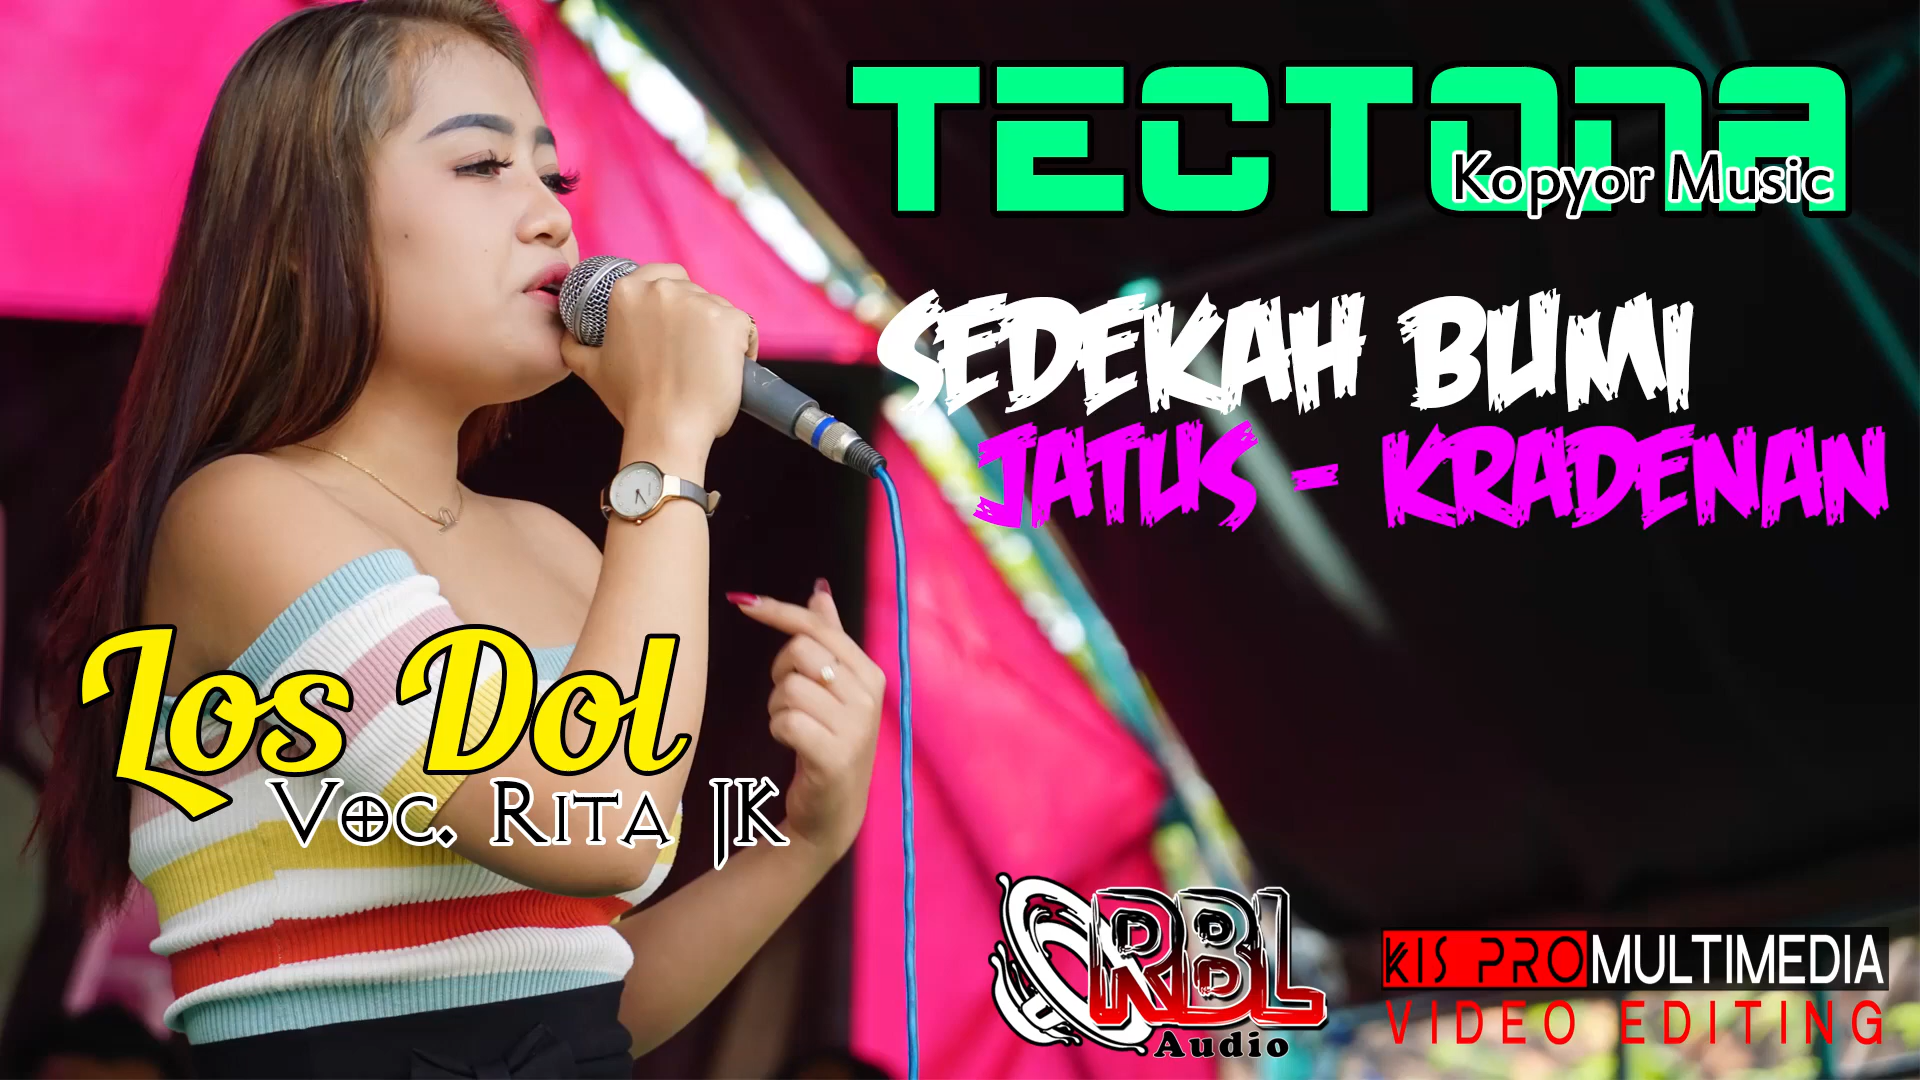 TECTONA
Kopyor Music
SEDEKAH BUMI
JATUS - KRADENAN
Los Dol
Voc. Rita JK
RBL
Audio
KIS PRO MULTIMEDIA
VIDEO EDITING